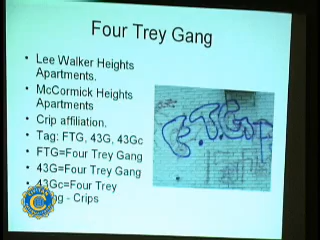 Four Trey Gang
• Lee Walker Heights
Apartments.
• McCormick Heights
Apartments
• Crip affiliation.
• Tag: FTG, 43G, 43Gc
• FTG=Four Trey Gang
• 43G=Four Trey Gang
43Gc=Four Trey
- Crips